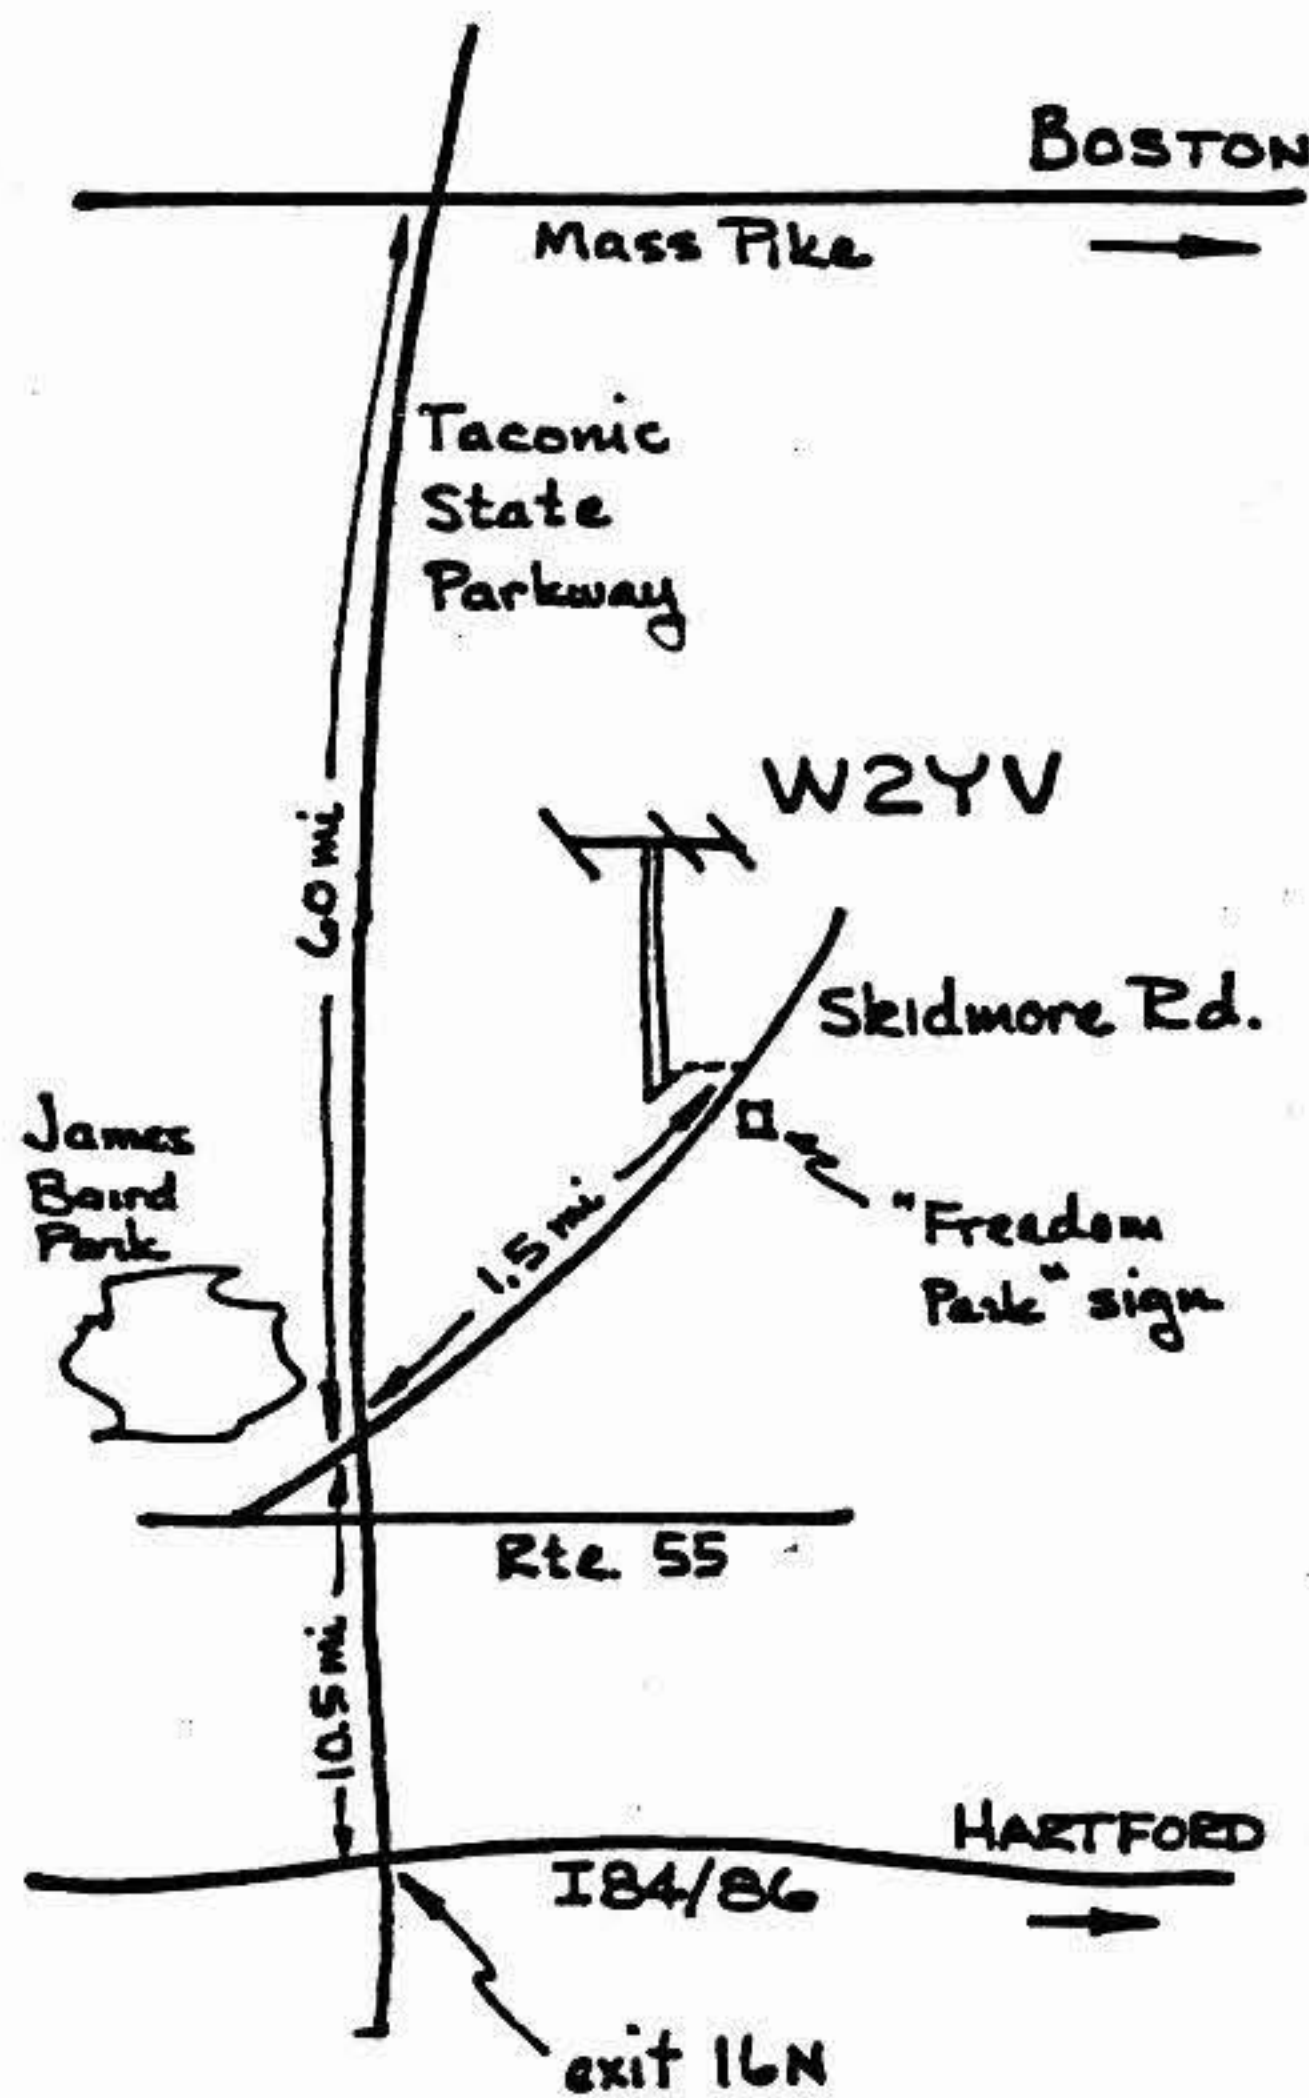 BOSTON
Mass Pike
Taconic
State
Parkway
60 mi
W2YV
Skidmore Rd.
James
Baird
Park
1.5 mi
"Freedom
Park" sign
Rte. 55
10.5 mi
HARTFORD
I84/86
exit 16N